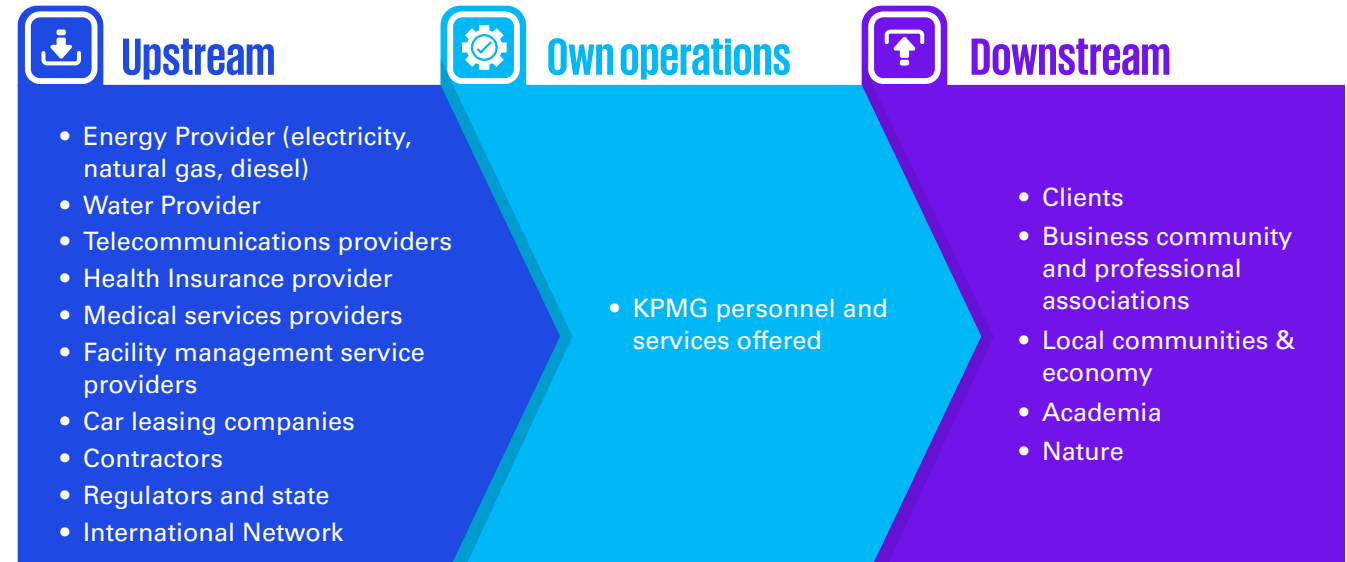 Upstream
• Energy Provider (electricity,
natural gas, diesel)
• Water Provider
• Telecommunications providers
• Health Insurance provider
• Medical services providers
• Facility management service
providers
• Car leasing companies
• Contractors
• Regulators and state
• International Network
Own operations
• KPMG personnel and
services offered
Downstream
• Clients
• Business community
and professional
associations
• Local communities &
economy
• Academia
• Nature